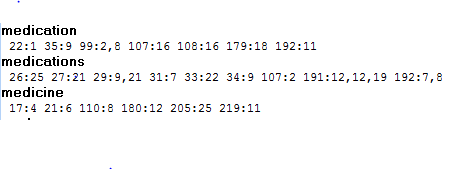 medication
22:1 35:9 99:2,8 107:16 108:16 179:18 192:11
medications
26:25 27:21 29:9,21 31:7 33:22 34:9 107:2 191:12,12,19 192:7,8
medicine
17:4 21:6 110:8 180:12 205:25 219:11